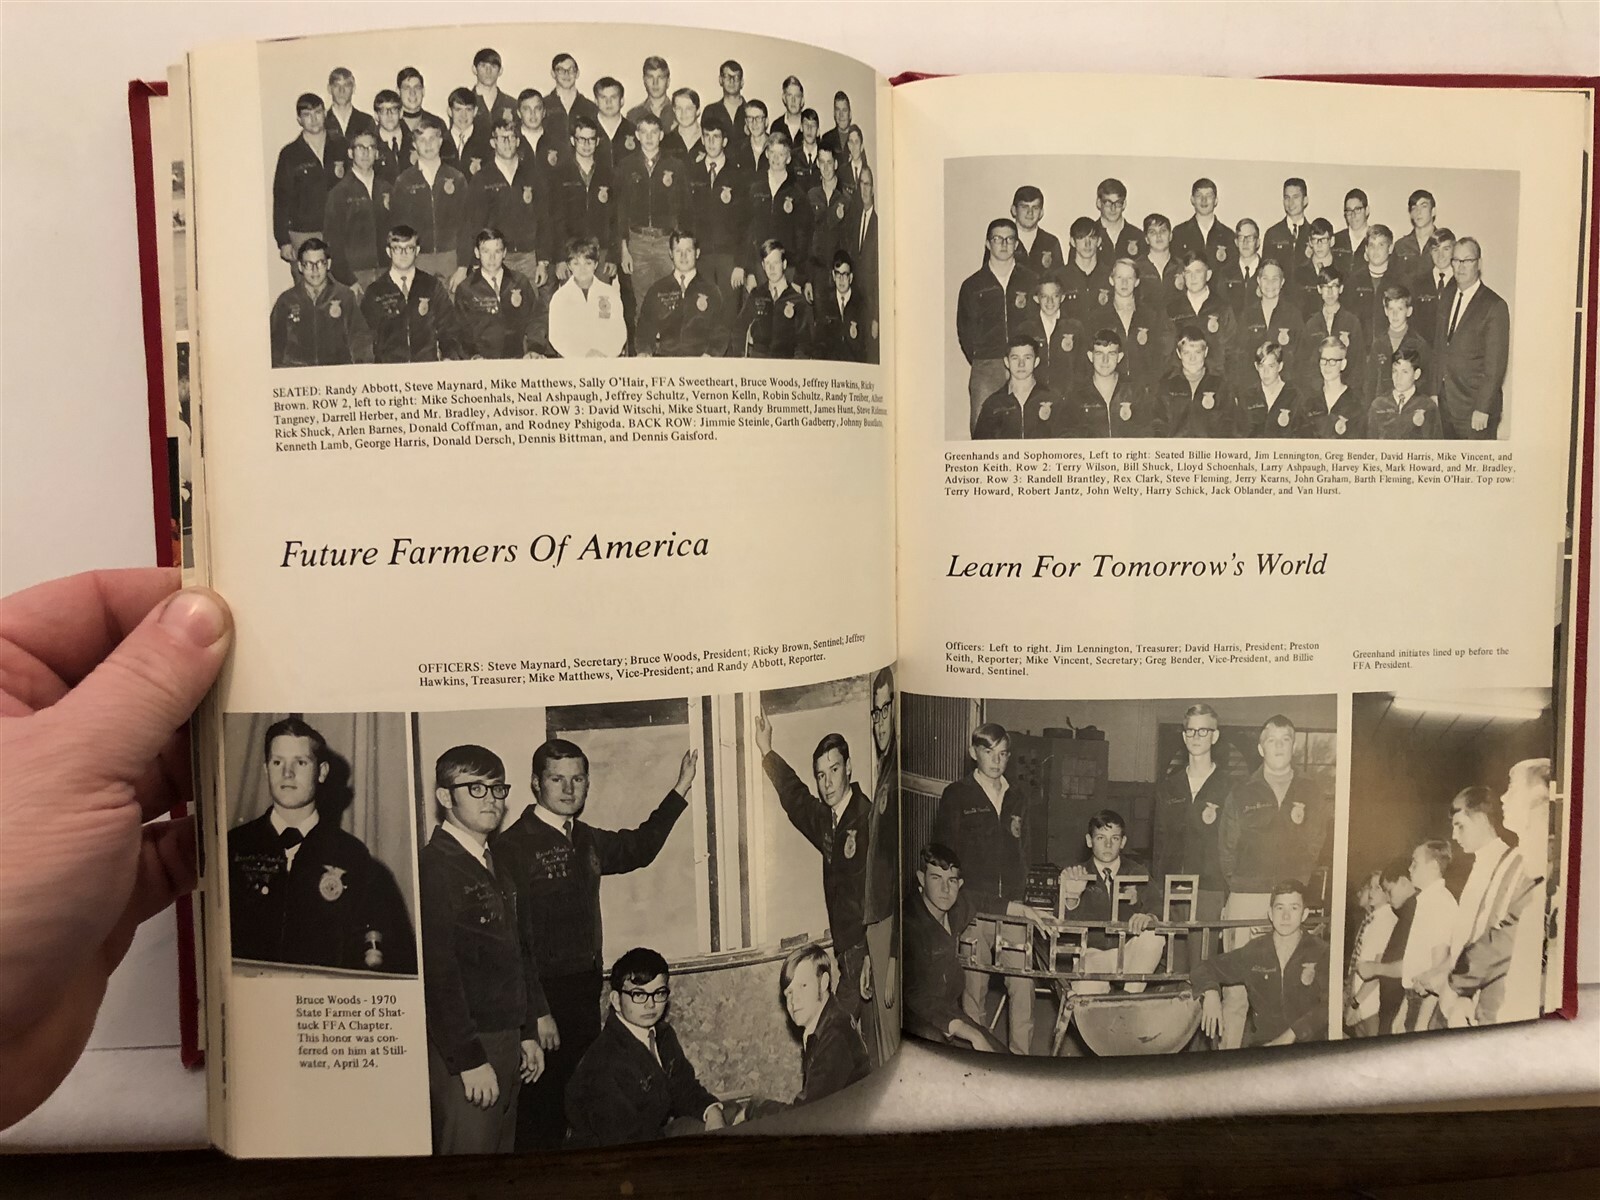 SEATED: Randy Abbott, Steve Maynard, Mike Matthews, Sally O'Hair, FFA Sweetheart, Bruce Woods, Jeffrey Hawkins, Ricky
Brown. ROW 2, left to right: Mike Schoenhals, Neal Ashpaugh, Jeffrey Schultz, Vernon Kelln, Robin Schultz, Randy Treiber, Albert
Tangney, Darrell Herber, and Mr. Bradley, Advisor. ROW 3: David Witschi, Mike Stuart, Randy Brummett, James Hunt, Steve
Rick Shuck, Arlen Barnes, Donald Coffman, and Rodney Pshigoda. BACK ROW: Jimmie Steinle, Garth Gadberry, Johnny
Kenneth Lamb, George Harris, Donald Dersch, Dennis Bittman, and Dennis Gaisford.
Future Farmers Of America
OFFICERS: Steve Maynard, Secretary; Bruce Woods, President; Ricky Brown, Sentinel; Jeffrey
Hawkins, Treasurer; Mike Matthews, Vice-President; and Randy Abbott, Reporter.
Bruce Woods - 1970
State Farmer of Shat-
tuck FFA Chapter.
This honor was con-
ferred on him at Still-
water, April 24.
Greenhands and Sophomores, Left to right: Seated Billie Howard, Jim Lennington, Greg Bender, David Harris, Mike Vincent, and
Preston Keith. Row 2: Terry Wilson, Bill Shuck, Lloyd Schoenhals, Larry Ashpaugh, Harvey Kies, Mark Howard, and Mr. Bradley,
Advisor. Row 3: Randell Brantley, Rex Clark, Steve Fleming, Jerry Kearns, John Graham, Barth Fleming, Kevin O'Hair. Top row:
Terry Howard, Robert Jantz, John Welty, Harry Schick, Jack Oblander, and Van Hurst.
Learn For Tomorrow's World
Officers: Left to right. Jim Lennington, Treasurer; David Harris, President; Preston
Keith, Reporter; Mike Vincent, Secretary; Greg Bender, Vice-President, and Billie
Howard, Sentinel.
Greenhand initiates lined up before the
FFA President.